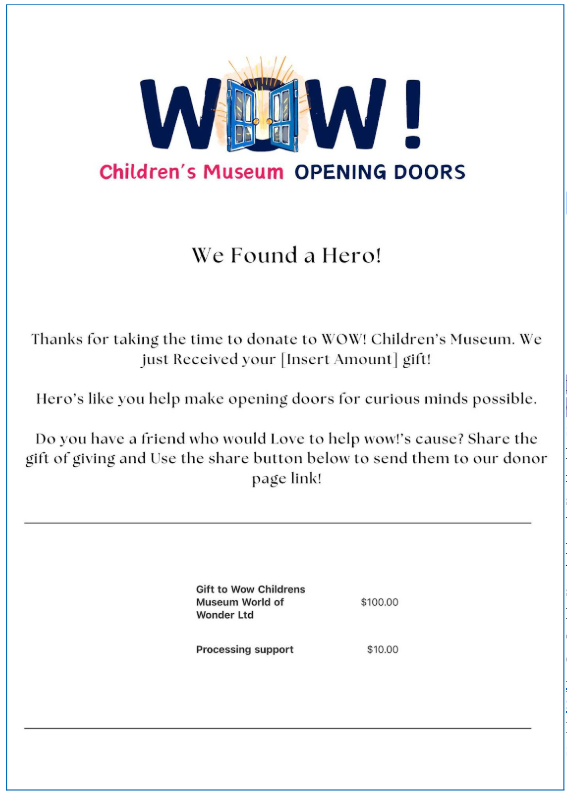 WOW!
Children's Museum OPENING DOORS
We Found a Hero!
Thanks for taking the time to donate to WOW! Children's Museum. We
just Received your [Insert Amount] gift!
Hero's like you help make opening doors for curious minds possible.
Do you have a friend who would Love to help wow!'s cause? Share the
gift of giving and Use the share button below to send them to our donor
page link!
Gift to Wow Childrens
Museum World of
Wonder Ltd
$100.00
Processing support
$10.00